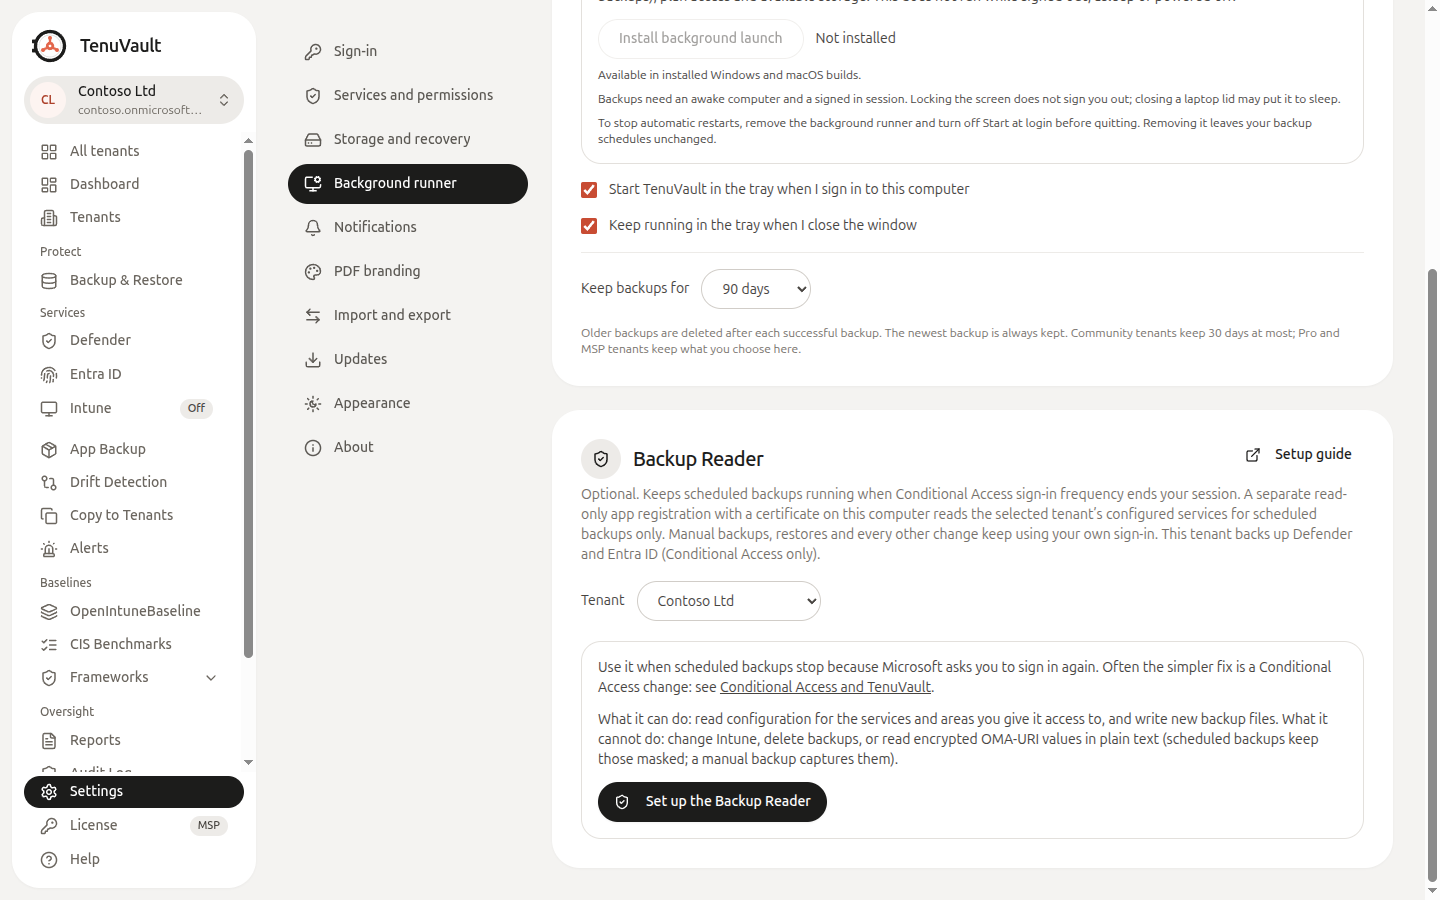 TenuVault
CL
Contoso Ltd
contoso.onmicrosoft...
All tenants
Dashboard
Tenants
Protect
Backup & Restore
Services
Defender
Entra ID
Intune
Off
App Backup
Drift Detection
Copy to Tenants
Alerts
Baselines
OpenIntuneBaseline
CIS Benchmarks
Frameworks
Oversight
Reports
Audit Log
Settings
License
MSP
Help
Sign-in
Services and permissions
Storage and recovery
Background runner
Notifications
PDF branding
Import and export
Updates
Appearance
About
Install background launch
Not installed
Available in installed Windows and macOS builds.
Backups need an awake computer and a signed in session. Locking the screen does not sign you out; closing a laptop lid may put it to sleep.
To stop automatic restarts, remove the background runner and turn off Start at login before quitting. Removing it leaves your backup
schedules unchanged.
Start TenuVault in the tray when I sign in to this computer
Keep running in the tray when I close the window
Keep backups for
90 days
Older backups are deleted after each successful backup. The newest backup is always kept. Community tenants keep 30 days at most; Pro and
MSP tenants keep what you choose here.
Backup Reader
Setup guide
Optional. Keeps scheduled backups running when Conditional Access sign-in frequency ends your session. A separate read-
only app registration with a certificate on this computer reads the selected tenant's configured services for scheduled
backups only. Manual backups, restores and every other change keep using your own sign-in. This tenant backs up Defender
and Entra ID (Conditional Access only).
Tenant
Contoso Ltd
Use it when scheduled backups stop because Microsoft asks you to sign in again. Often the simpler fix is a Conditional
Access change: see Conditional Access and TenuVault.
What it can do: read configuration for the services and areas you give it access to, and write new backup files. What it
cannot do: change Intune, delete backups, or read encrypted OMA-URI values in plain text (scheduled backups keep
those masked; a manual backup captures them).
Set up the Backup Reader